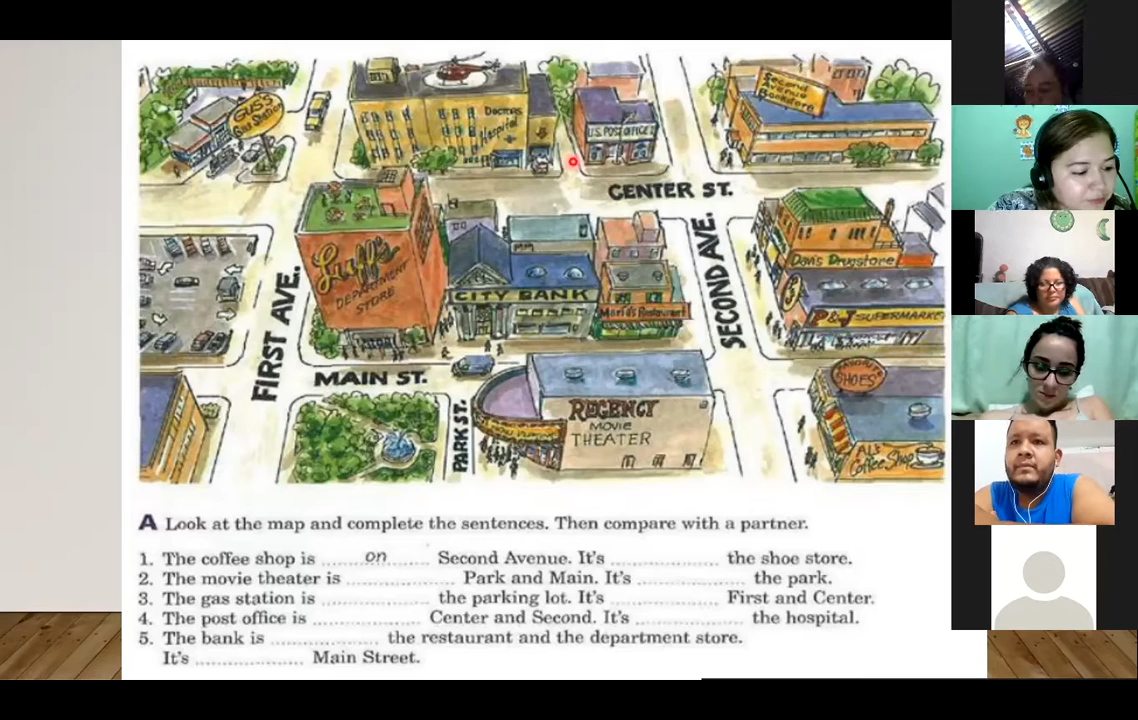 GUS'S
Gas Station
Doctors
Hospital
U.S. POST OFFICE
Second
Avenue
Bookstore
CENTER ST.
Luff's
DEPARTMENT
STORE
CITY BANK
Maria's Restaurant
Dan's Drugstore
P&J SUPERMARKET
P&J
FIRST AVE.
SECOND AVE.
MAIN ST.
PARK ST.
REGENCY
MOVIE
THEATER
SHOES
AL's
Coffee Shop
A Look at the map and complete the sentences. Then compare with a partner.
1. The coffee shop is ....on.... Second Avenue. It's .................. the shoe store.
2. The movie theater is .................. Park and Main. It's .................. the park.
3. The gas station is .................. the parking lot. It's .................. First and Center.
4. The post office is .................. Center and Second. It's .................. the hospital.
5. The bank is .................. the restaurant and the department store.
It's .................. Main Street.